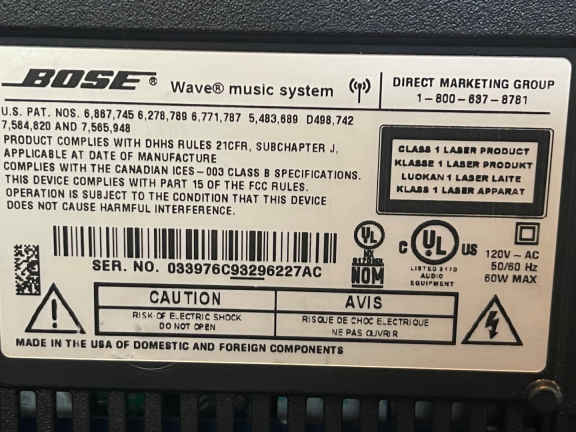 BOSE® Wave® music system
DIRECT MARKETING GROUP
1-800-637-8781
U.S. PAT. NOS. 6,867,745 6,278,789 6,771,787 5,483,689 D498,742
7,564,820 AND 7,565,948
PRODUCT COMPLIES WITH DHHS RULES 21CFR, SUBCHAPTER J,
APPLICABLE AT DATE OF MANUFACTURE
COMPLIES WITH THE CANADIAN ICES-003 CLASS B SPECIFICATIONS.
THIS DEVICE COMPLIES WITH PART 15 OF THE FCC RULES.
OPERATION IS SUBJECT TO THE CONDITION THAT THIS DEVICE
DOES NOT CAUSE HARMFUL INTERFERENCE.
CLASS 1 LASER PRODUCT
KLASSE 1 LASER PRODUKT
LUOKAN 1 LASER LAITE
KLASS 1 LASER APPARAT
SER. NO. 033976C93296227AC
UL
MX
NOM
C UL US
LISTED 3110
AUDIO
EQUIPMENT
120V ~ AC
50/60 Hz
60W MAX
CAUTION
RISK OF ELECTRIC SHOCK
DO NOT OPEN
AVIS
RISQUE DE CHOC ELECTRIQUE
NE PAS OUVRIR
MADE IN THE USA OF DOMESTIC AND FOREIGN COMPONENTS